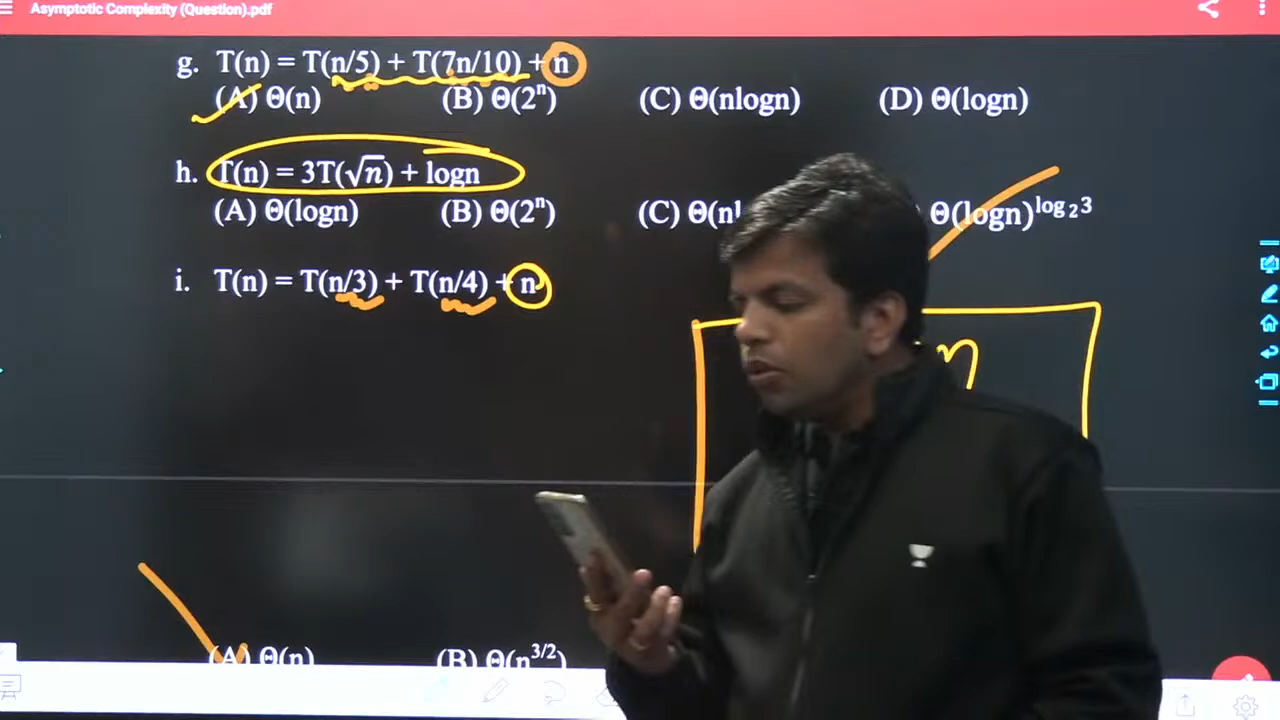 Asymptotic Complexity (Question).pdf
g. T(n) = T(n/5) + T(7n/10) + n
(A) Θ(n) (B) Θ(2ⁿ) (C) Θ(nlogn) (D) Θ(logn)
h. T(n) = 3T(√n) + logn
(A) Θ(logn) (B) Θ(2ⁿ) (C) Θ(nl Θ(logn)^log₂3
i. T(n) = T(n/3) + T(n/4) + n
n
(A) Θ(n) (B) Θ(n^3/2)